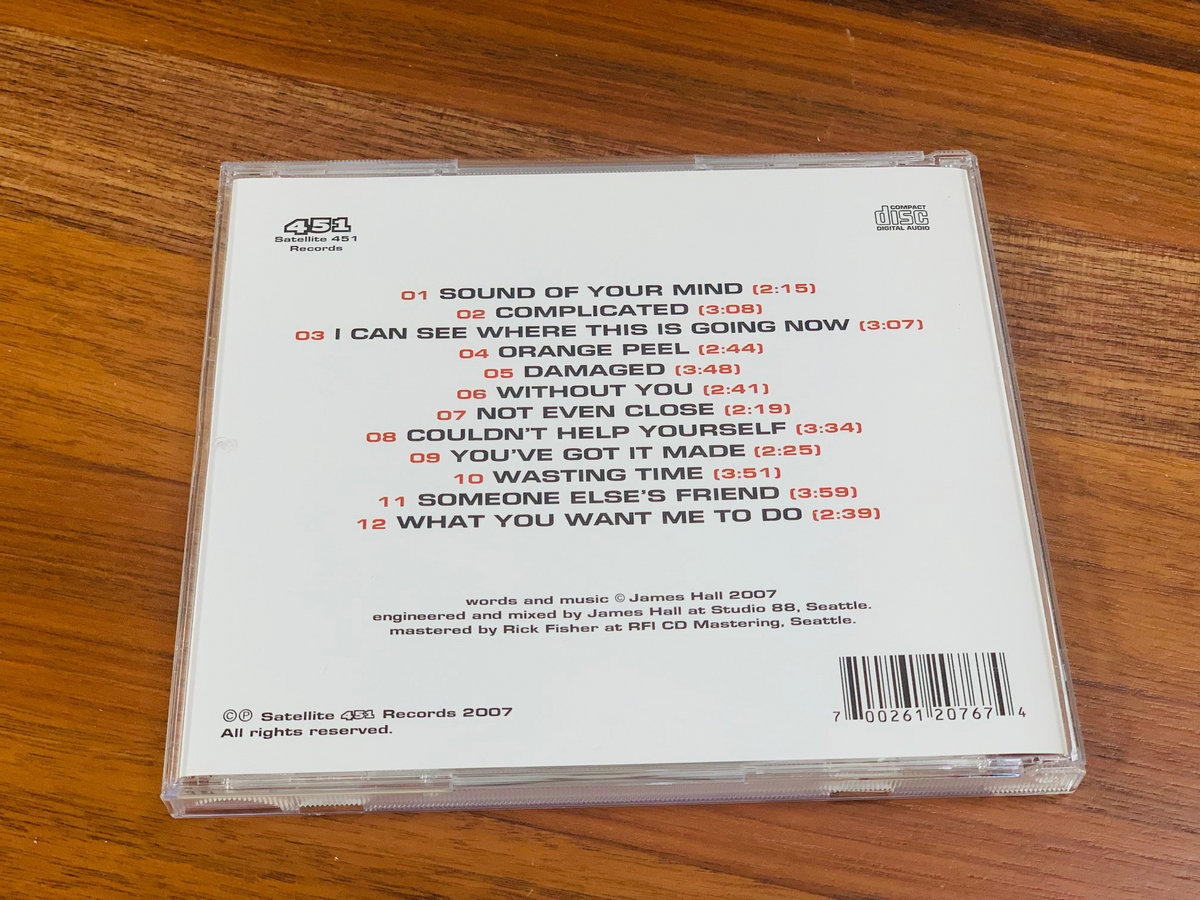 451
Satellite 451
Records
COMPACT
disc
DIGITAL AUDIO
01 SOUND OF YOUR MIND (2:15)
02 COMPLICATED (3:08)
03 I CAN SEE WHERE THIS IS GOING NOW (3:07)
04 ORANGE PEEL (2:44)
05 DAMAGED (3:48)
06 WITHOUT YOU (2:41)
07 NOT EVEN CLOSE (2:19)
08 COULDN'T HELP YOURSELF (3:34)
09 YOU'VE GOT IT MADE (2:25)
10 WASTING TIME (3:51)
11 SOMEONE ELSE'S FRIEND (3:59)
12 WHAT YOU WANT ME TO DO (2:39)
words and music © James Hall 2007
engineered and mixed by James Hall at Studio 88, Seattle.
mastered by Rick Fisher at RFI CD Mastering, Seattle.
©℗ Satellite 451 Records 2007
All rights reserved.
7 00261 20767 4